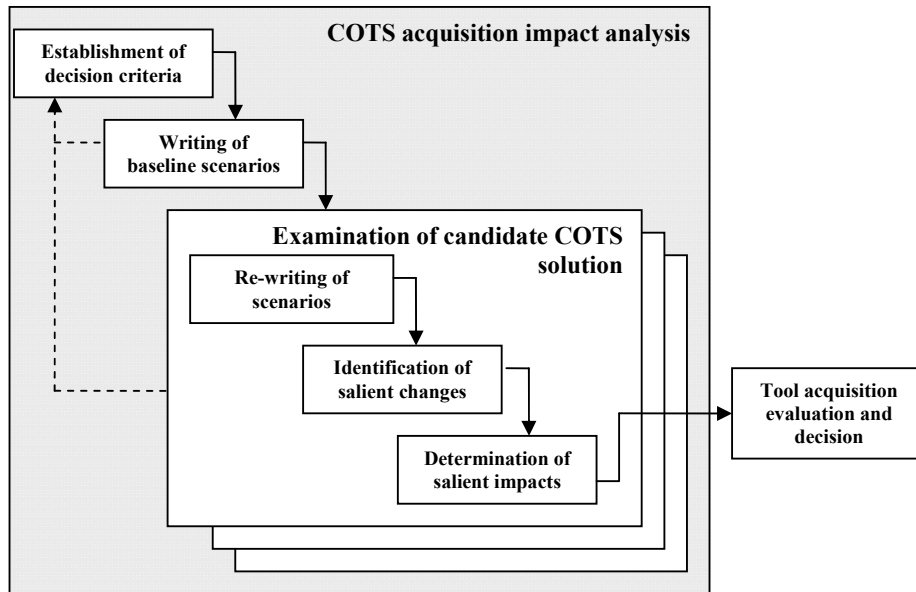 COTS acquisition impact analysis
Establishment of
decision criteria
Writing of
baseline scenarios
Examination of candidate COTS
solution
Re-writing of
scenarios
Identification of
salient changes
Determination of
salient impacts
Tool acquisition
evaluation and
decision